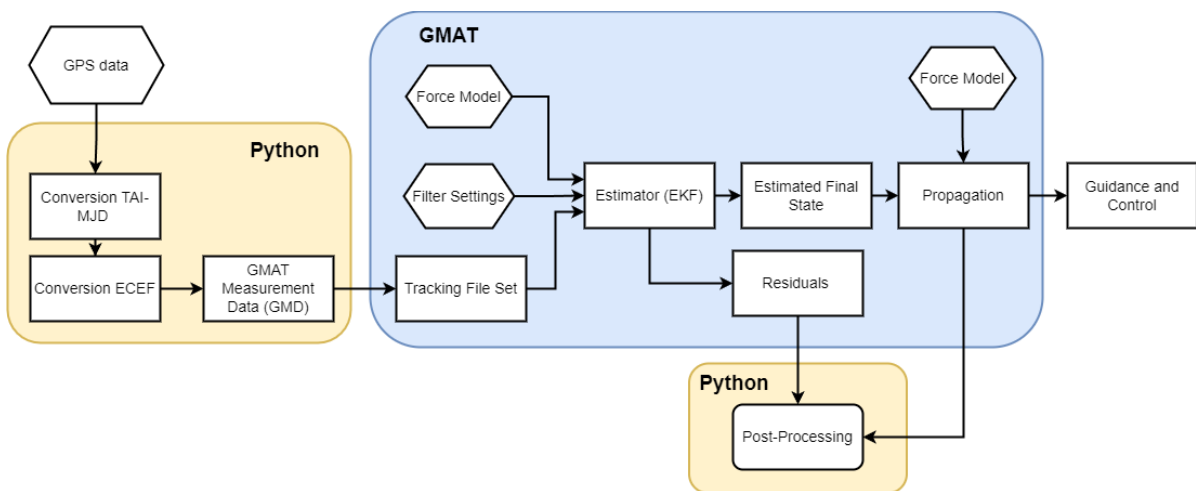 GPS data
Python
Conversion TAI-
MJD
Conversion ECEF
GMAT
Measurement
Data (GMD)
GMAT
Force Model
Filter Settings
Tracking File Set
Estimator (EKF)
Estimated Final
State
Residuals
Force Model
Propagation
Guidance and
Control
Python
Post-Processing